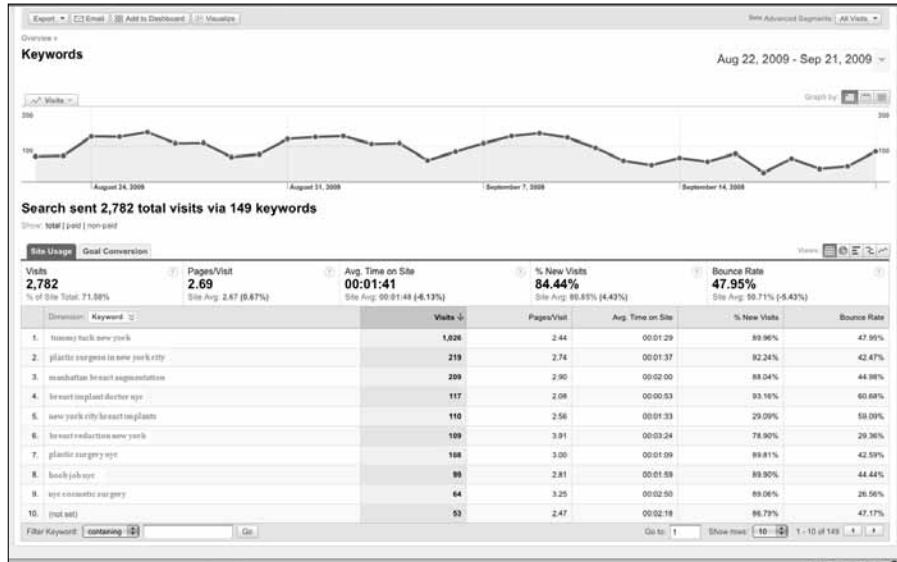 Export Email Add to Dashboard Visualize Beta Advanced Segments: All Visits
Overview »
Keywords
Aug 22, 2009 - Sep 21, 2009
Visits Graph by:
200 200
100 100
August 24, 2009 August 31, 2009 September 7, 2009 September 14, 2009
Search sent 2,782 total visits via 149 keywords
Show: total | paid | non-paid
Site Usage Goal Conversion Views:
Visits Pages/Visit Avg. Time on Site % New Visits Bounce Rate
2,782 2.69 00:01:41 84.44% 47.95%
% of Site Total: 71.58% Site Avg: 2.67 (0.67%) Site Avg: 00:01:48 (-6.13%) Site Avg: 80.85% (4.43%) Site Avg: 50.71% (-5.43%)
Dimension: Keyword Visits Pages/Visit Avg. Time on Site % New Visits Bounce Rate
1. tummy tuck new york 1,026 2.44 00:01:29 89.96% 47.95%
2. plastic surgeon in new york city 219 2.74 00:01:37 92.24% 42.47%
3. manhattan breast augmentation 209 2.90 00:02:00 88.04% 44.98%
4. breast implant doctor nyc 117 2.08 00:00:53 93.16% 60.68%
5. new york city breast implants 110 2.56 00:01:33 29.09% 59.09%
6. breast reduction new york 109 3.91 00:03:24 78.90% 29.36%
7. plastic surgery nyc 108 3.00 00:01:09 89.81% 42.59%
8. boob job nyc 99 2.81 00:01:59 89.90% 44.44%
9. nyc cosmetic surgery 64 3.25 00:02:50 89.06% 26.56%
10. (not set) 53 2.47 00:02:18 86.79% 47.17%
Filter Keyword: containing Go Go to: 1 Show rows: 10 1 - 10 of 149